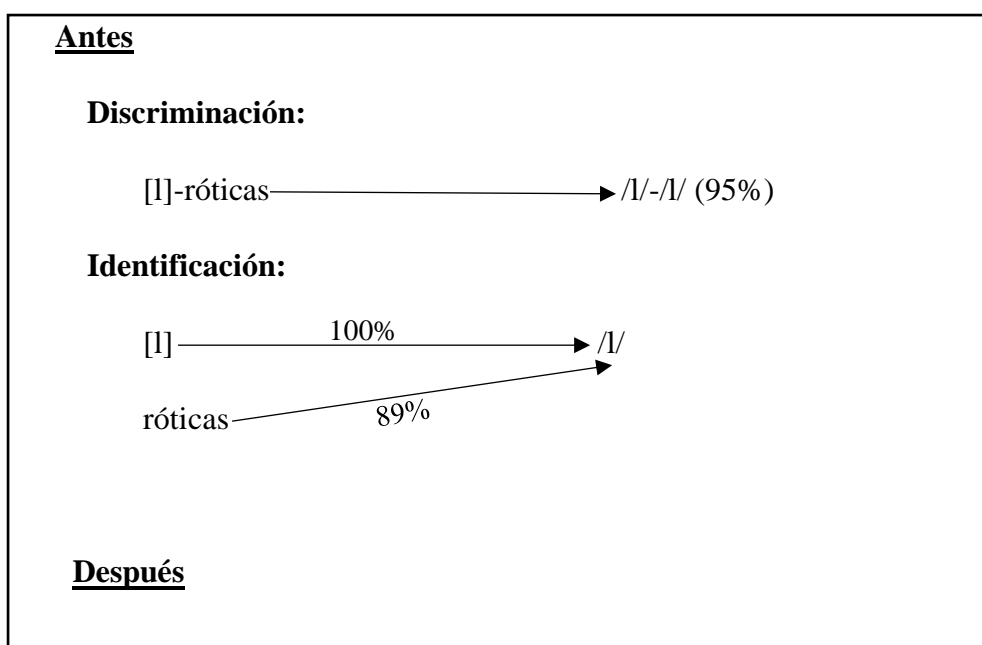 Antes
Discriminación:
[l]-róticas /l/-/l/ (95%)
Identificación:
[l] 100% /l/
róticas 89%
Después